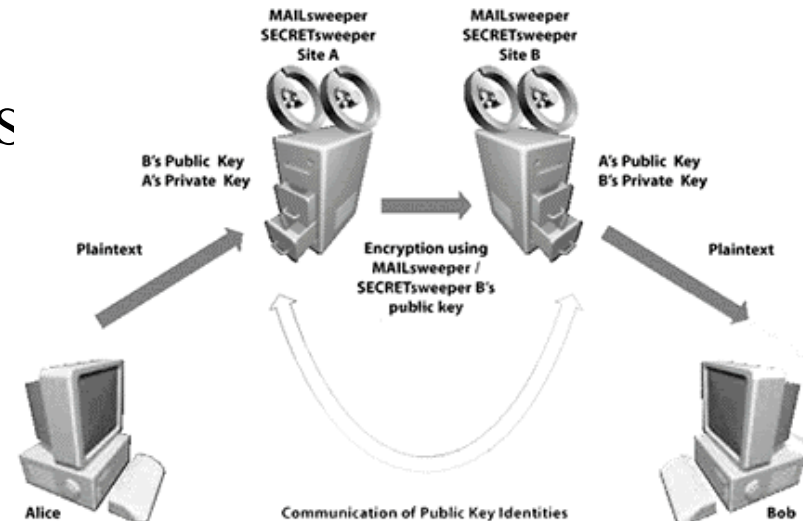 MAILsweeper
SECRETsweeper
Site A
MAILsweeper
SECRETsweeper
Site B
S
B's Public Key
A's Private Key
A's Public Key
B's Private Key
Plaintext
Encryption using
MAILsweeper /
SECRETsweeper B's
public key
Plaintext
Alice
Communication of Public Key Identities
Bob